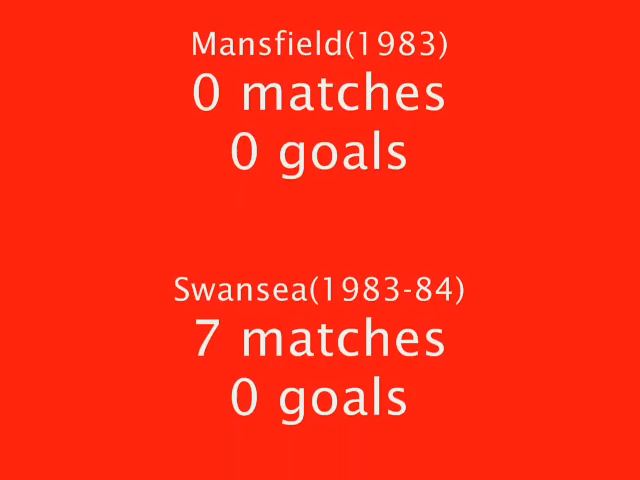 Mansfield(1983)
0 matches
0 goals
Swansea(1983-84)
7 matches
0 goals